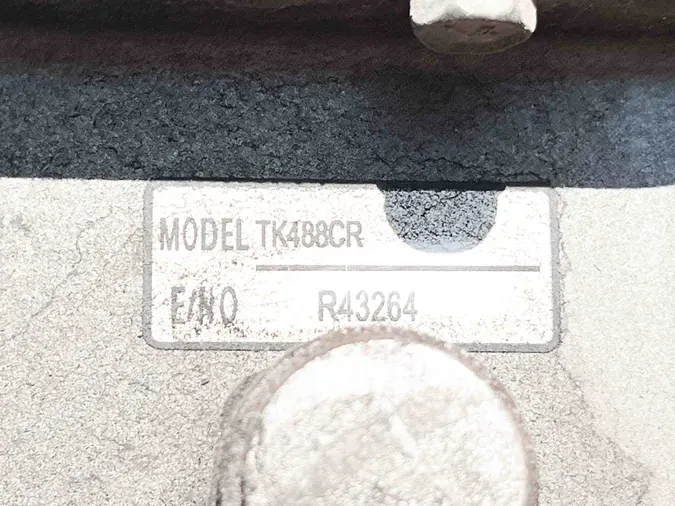 MODEL TK488CR
E/NO R43264